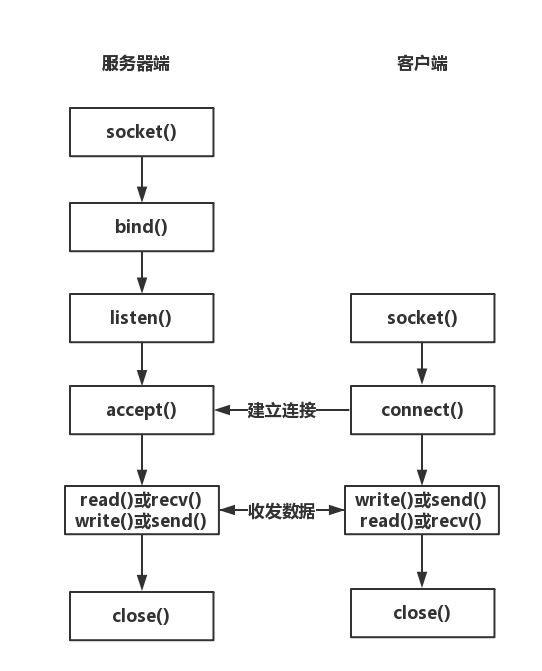 服务器端
客户端
socket()
bind()
listen()
socket()
accept()
建立连接
connect()
read()或recv()
write()或send()
收发数据
write()或send()
read()或recv()
close()
close()